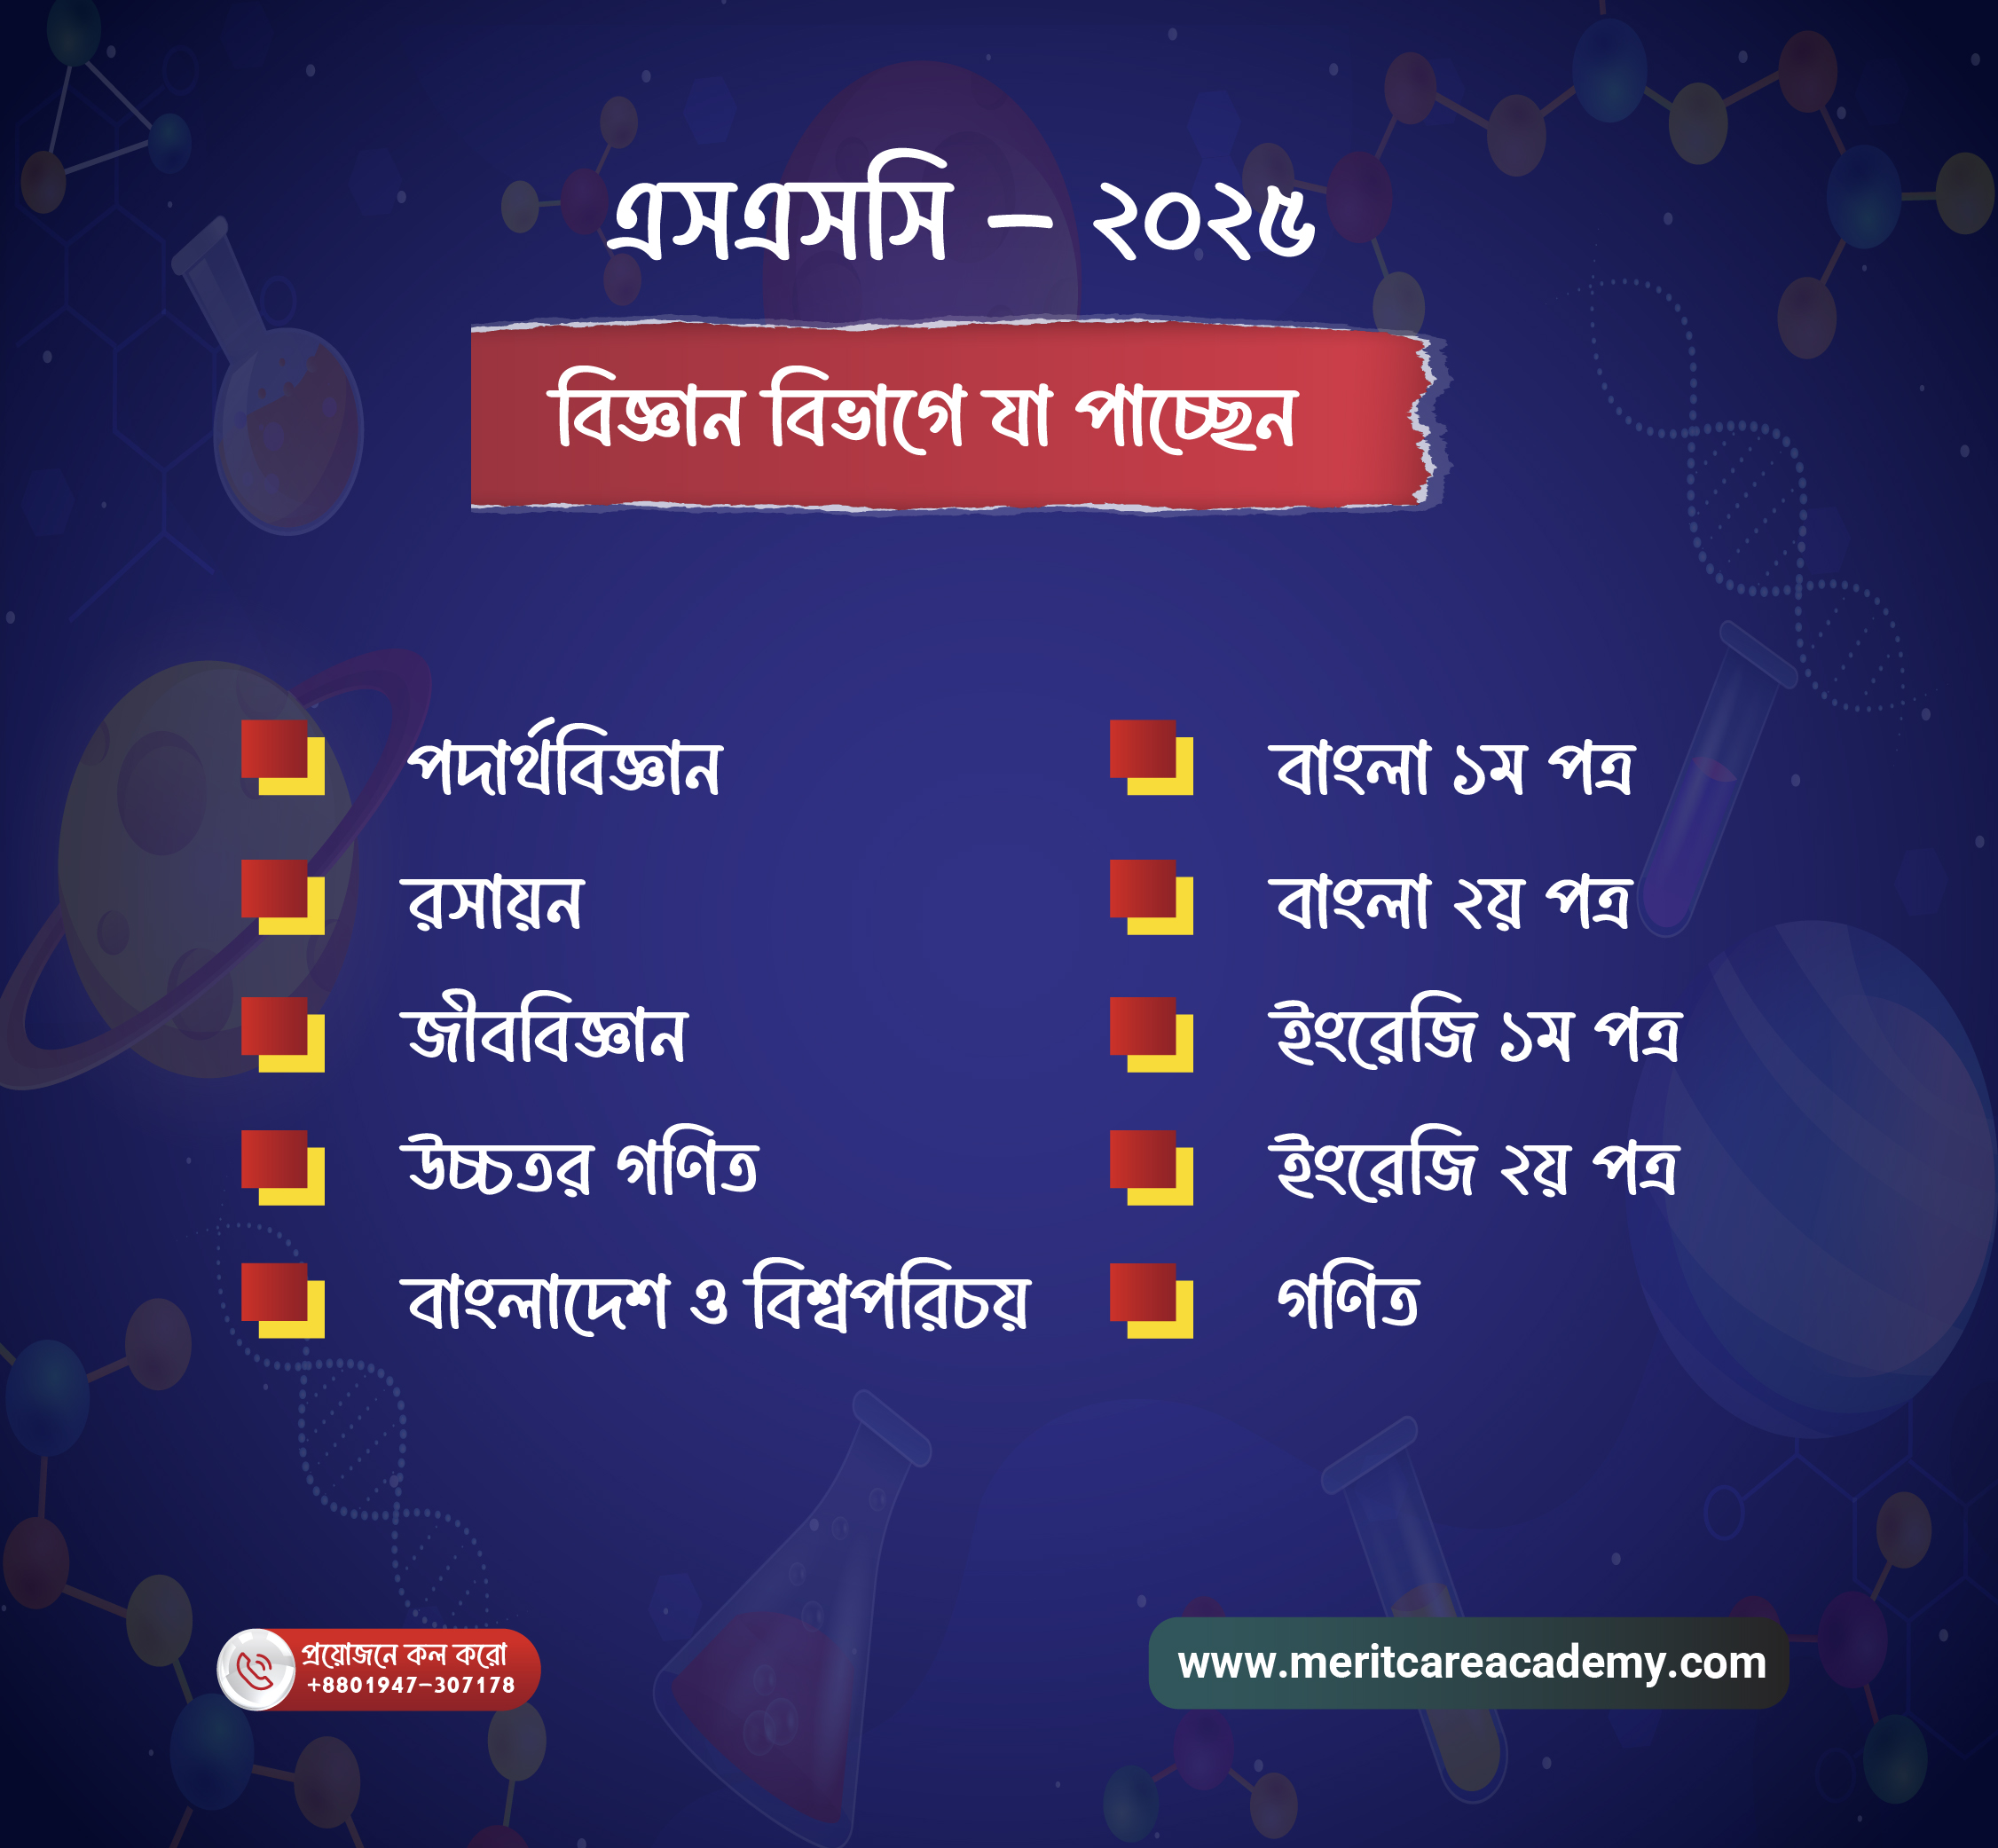 এসএসসি – ২০২৫
বিজ্ঞান বিভাগে যা পাচ্ছেন
পদার্থবিজ্ঞান
রসায়ন
জীববিজ্ঞান
উচ্চতর গণিত
বাংলাদেশ ও বিশ্বপরিচয়
বাংলা ১ম পত্র
বাংলা ২য় পত্র
ইংরেজি ১ম পত্র
ইংরেজি ২য় পত্র
গণিত
প্রয়োজনে কল করো
+8801947-307178
www.meritcareacademy.com